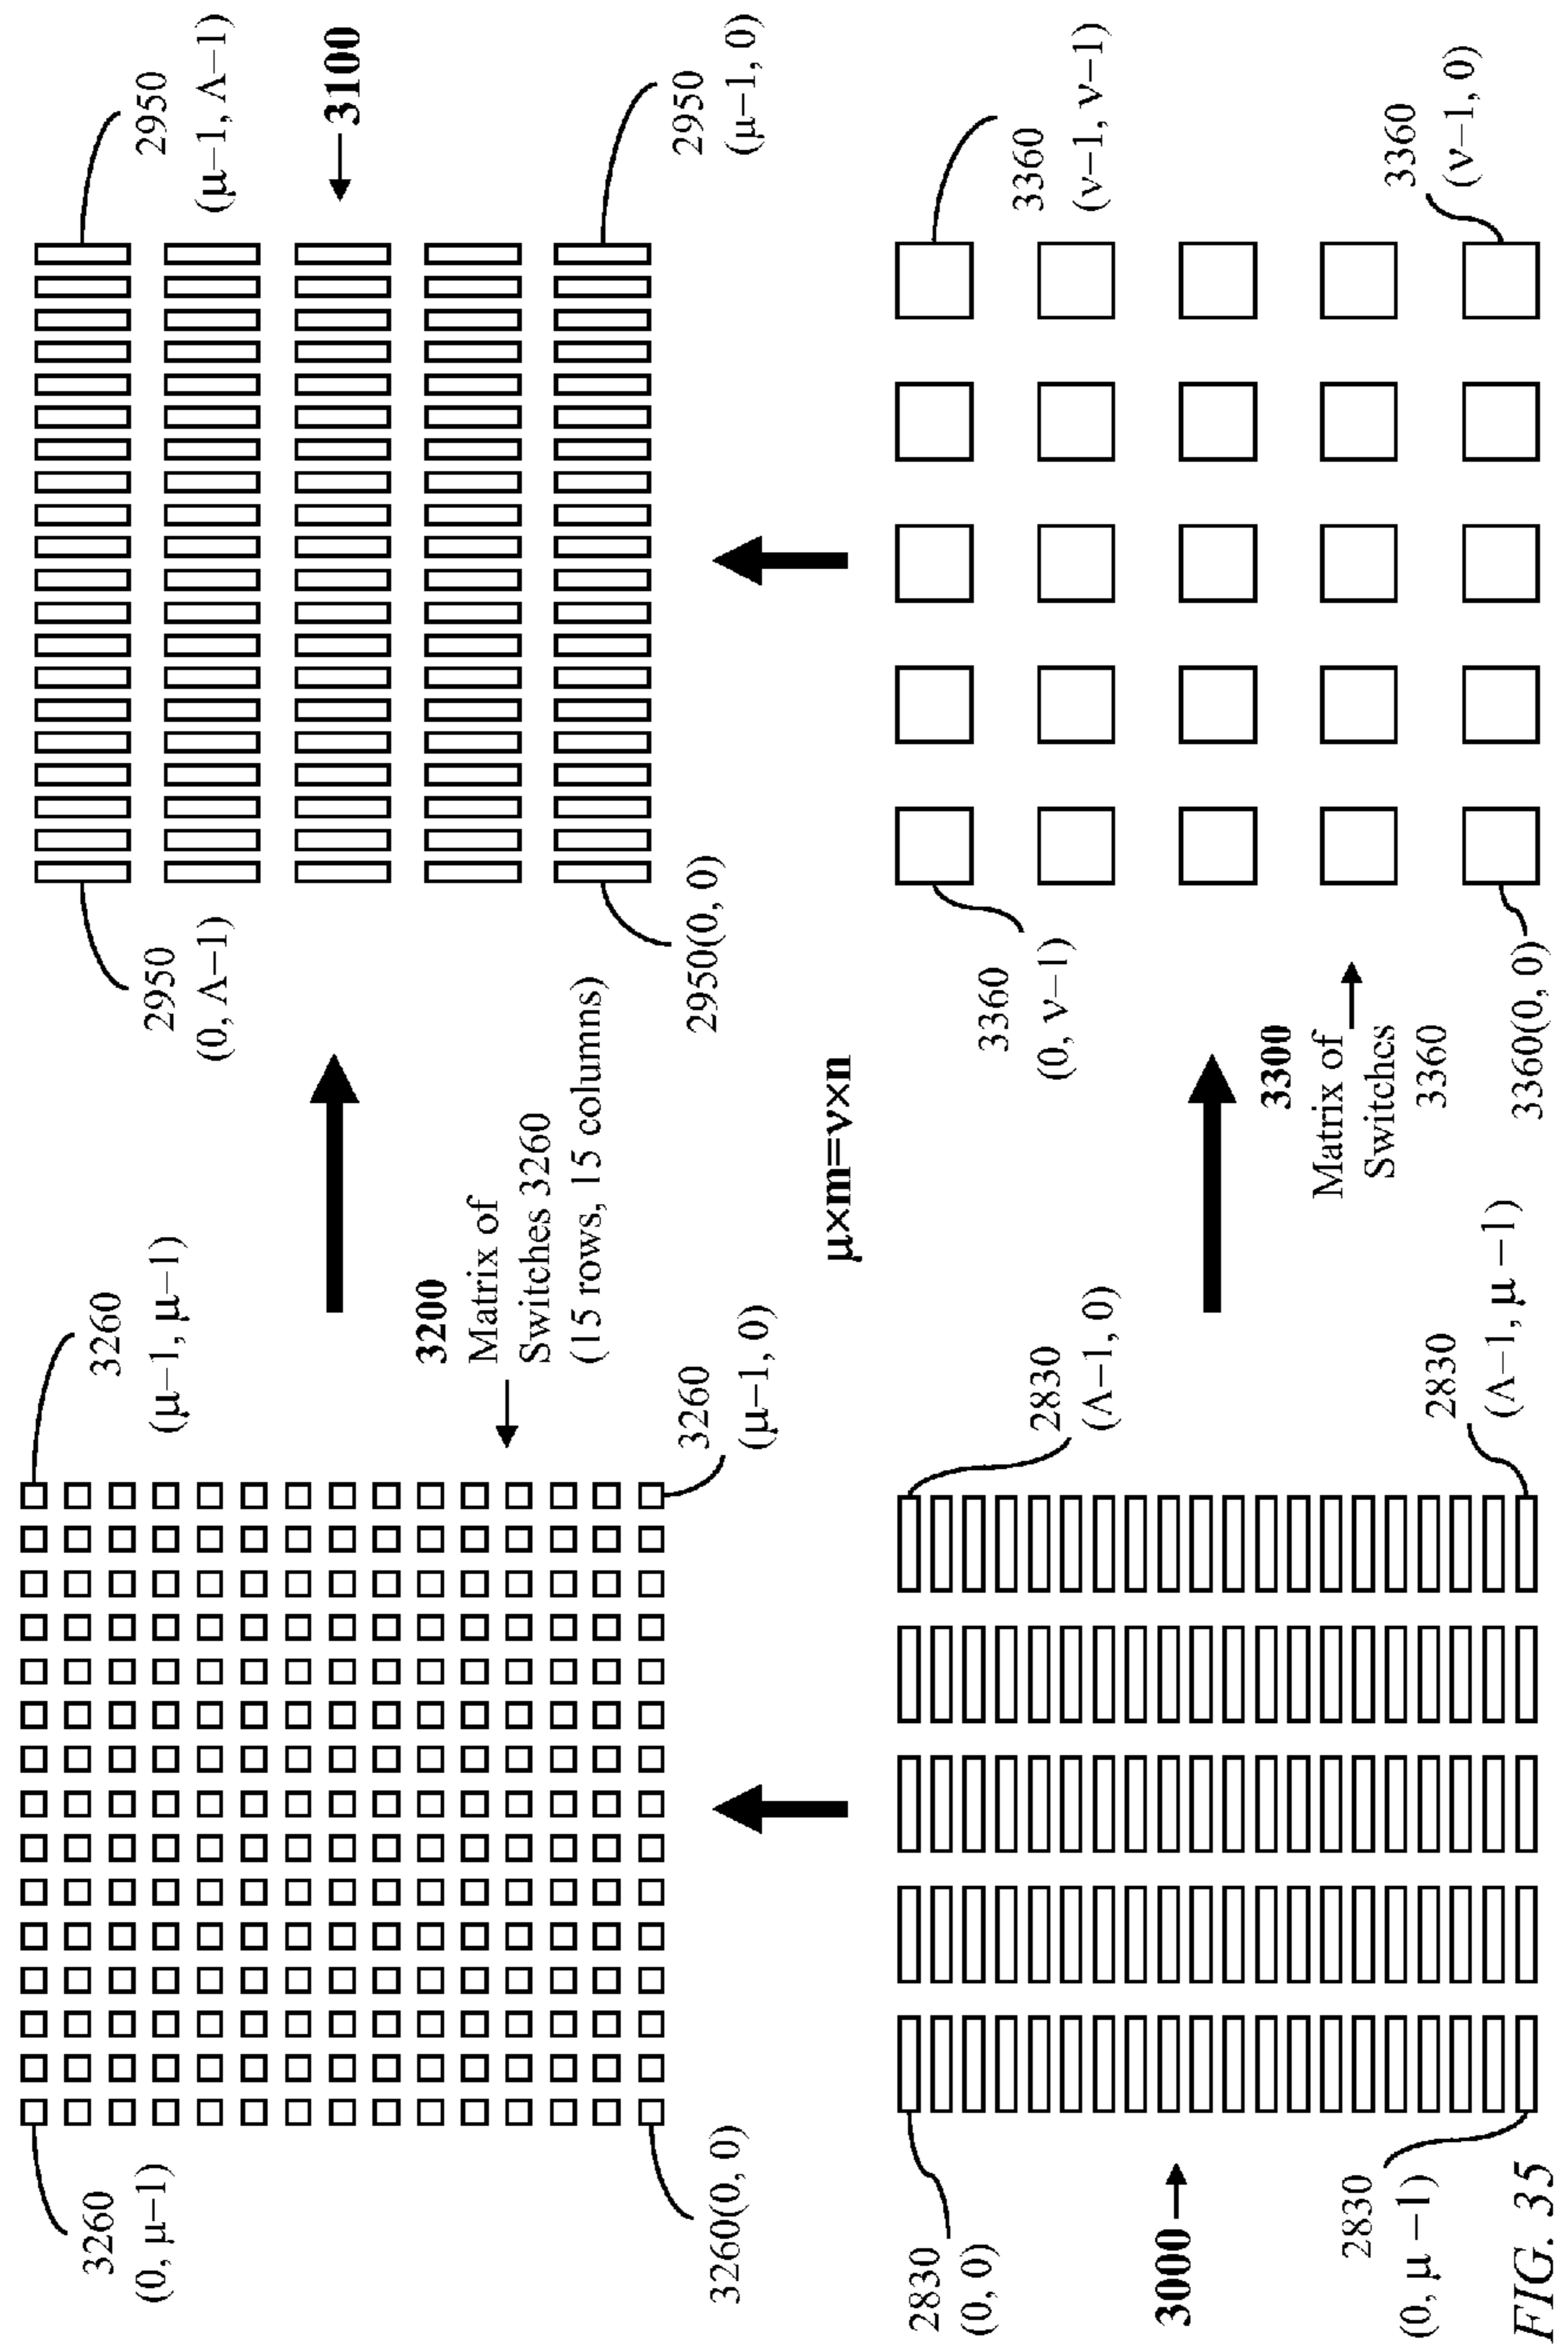 3260
(0, μ−1)
3260
(μ−1, μ−1)
2950
(0, Λ−1)
2950
(μ−1, Λ−1)
3100
3200
Matrix of
Switches 3260
(15 rows, 15 columns)
3260(0, 0)
3260
(μ−1, 0)
2950(0, 0)
2950
(μ−1, 0)
μ×m=ν×n
2830
(0, 0)
2830
(Λ−1, 0)
3360
(0, ν−1)
3360
(ν−1, ν−1)
3000
3300
Matrix of
Switches
3360
2830
(0, μ −1)
2830
(Λ−1, μ −1)
3360(0, 0)
3360
(ν−1, 0)
FIG. 35